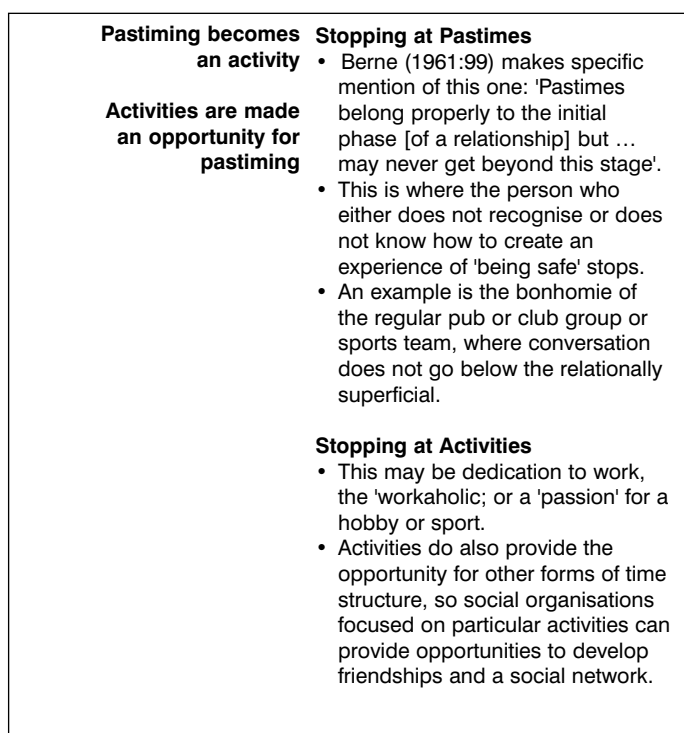 Pastiming becomes
an activity
Activities are made
an opportunity for
pastiming
Stopping at Pastimes
• Berne (1961:99) makes specific
mention of this one: 'Pastimes
belong properly to the initial
phase [of a relationship] but …
may never get beyond this stage'.
• This is where the person who
either does not recognise or does
not know how to create an
experience of 'being safe' stops.
• An example is the bonhomie of
the regular pub or club group or
sports team, where conversation
does not go below the relationally
superficial.
Stopping at Activities
• This may be dedication to work,
the 'workaholic; or a 'passion' for a
hobby or sport.
• Activities do also provide the
opportunity for other forms of time
structure, so social organisations
focused on particular activities can
provide opportunities to develop
friendships and a social network.